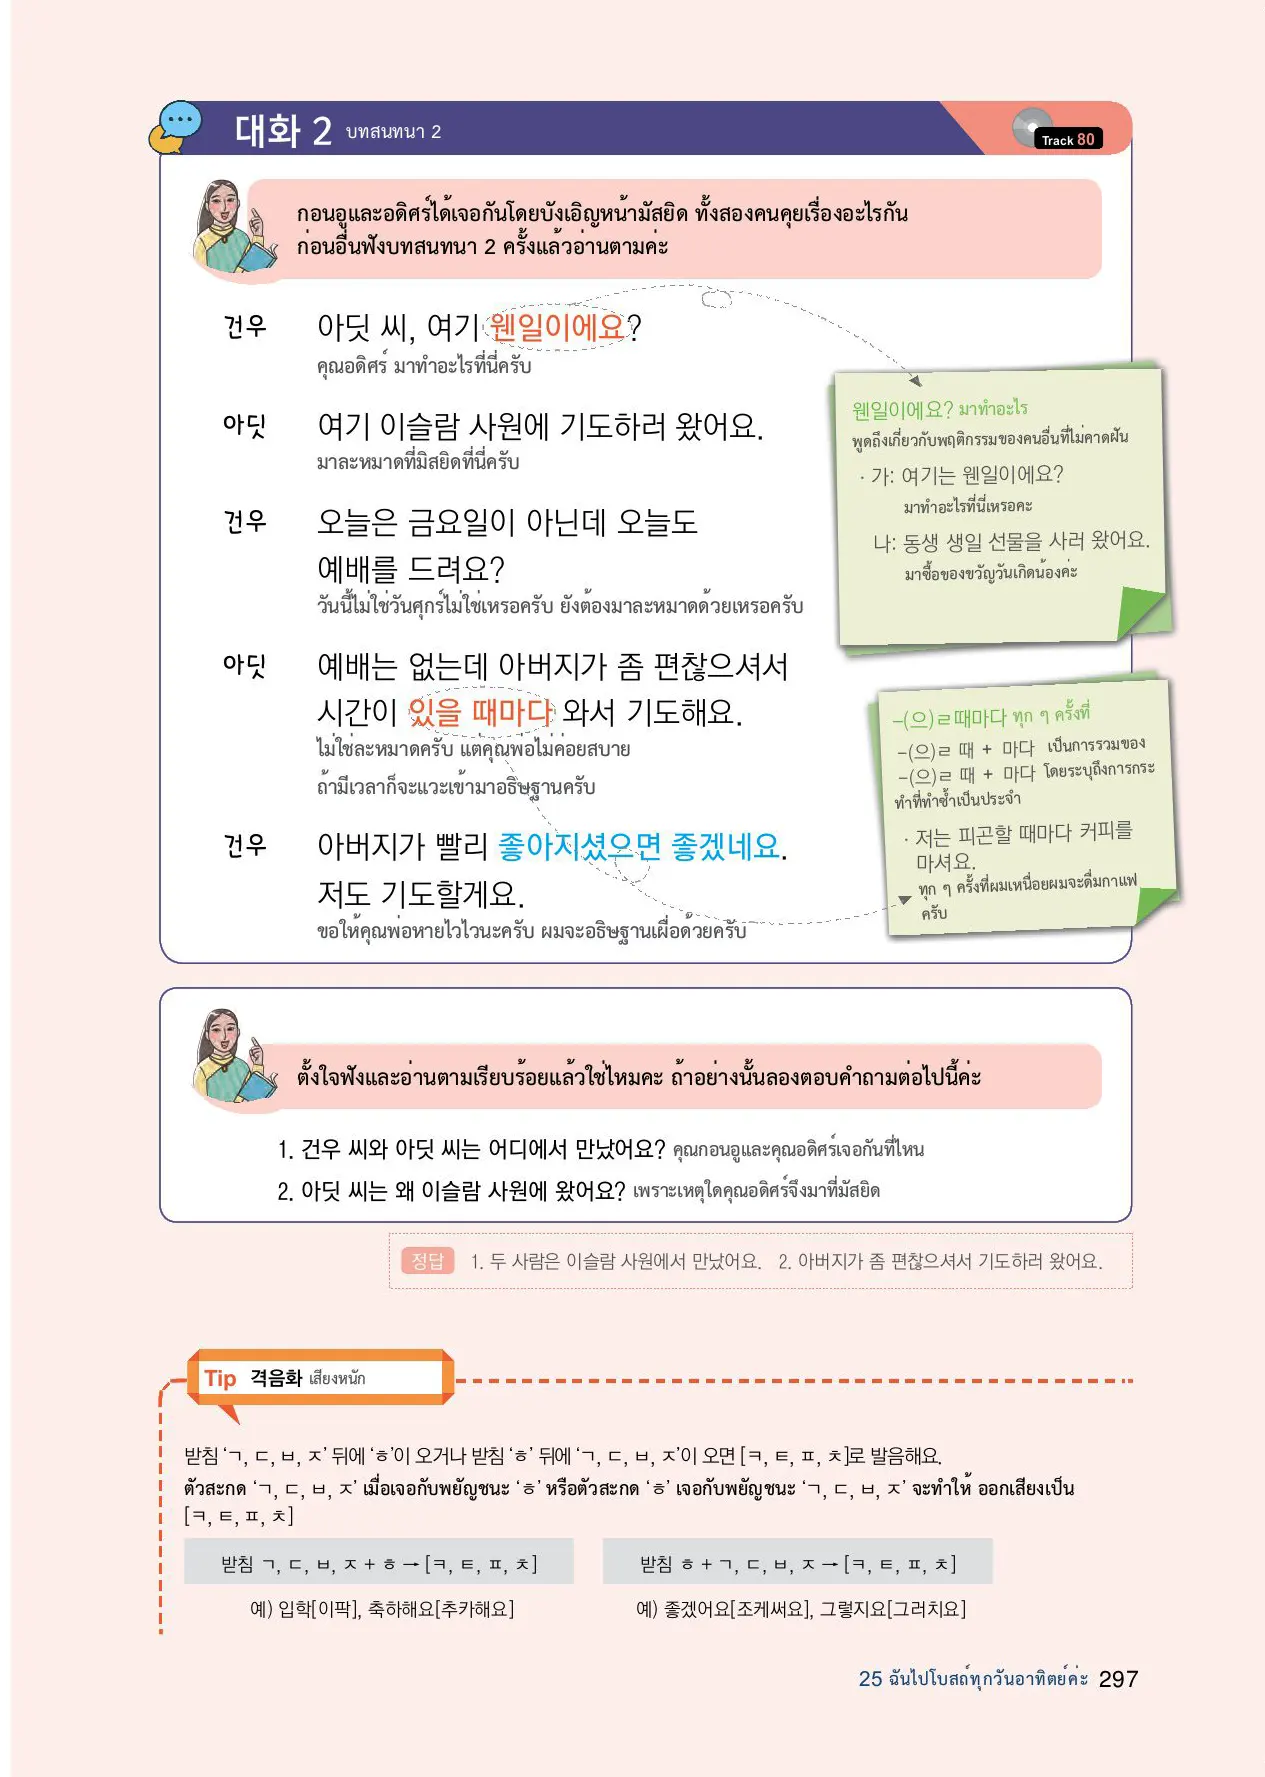 대화 2 บทสนทนา 2
Track 80
กอนอูและอดิศร์ได้เจอกันโดยบังเอิญหน้ามัสยิด ทั้งสองคนคุยเรื่องอะไรกัน
ก่อนอื่นฟังบทสนทนา 2 ครั้งแล้วอ่านตามค่ะ
건우 아딧 씨, 여기 웬일이에요?
คุณอดิศร์ มาทำอะไรที่นี่ครับ
아딧 여기 이슬람 사원에 기도하러 왔어요.
มาละหมาดที่มิสยิดที่นี่ครับ
건우 오늘은 금요일이 아닌데 오늘도
예배를 드려요?
วันนี้ไม่ใช่วันศุกร์ไม่ใช่เหรอครับ ยังต้องมาละหมาดด้วยเหรอครับ
아딧 예배는 없는데 아버지가 좀 편찮으셔서
시간이 있을 때마다 와서 기도해요.
ไม่ใช่ละหมาดครับ แต่คุณพ่อไม่ค่อยสบาย
ถ้ามีเวลาก็จะแวะเข้ามาอธิษฐานครับ
건우 아버지가 빨리 좋아지셨으면 좋겠네요.
저도 기도할게요.
ขอให้คุณพ่อหายไวไวนะครับ ผมจะอธิษฐานเผื่อด้วยครับ
웬일이에요? มาทำอะไร
พูดถึงเกี่ยวกับพฤติกรรมของคนอื่นที่ไม่คาดฝัน
· 가: 여기는 웬일이에요?
มาทำอะไรที่นี่เหรอคะ
나: 동생 생일 선물을 사러 왔어요.
มาซื้อของขวัญวันเกิดน้องค่ะ
-(으)ㄹ때마다 ทุก ๆ ครั้งที่
-(으)ㄹ 때 + 마다 เป็นการรวมของ
-(으)ㄹ 때 + 마다 โดยระบุถึงการกระ
ทำที่ทำซ้ำเป็นประจำ
· 저는 피곤할 때마다 커피를
마셔요.
ทุก ๆ ครั้งที่ผมเหนื่อยผมจะดื่มกาแฟ
ครับ
ตั้งใจฟังและอ่านตามเรียบร้อยแล้วใช่ไหมคะ ถ้าอย่างนั้นลองตอบคำถามต่อไปนี้ค่ะ
1. 건우 씨와 아딧 씨는 어디에서 만났어요? คุณกอนอูและคุณอดิศร์เจอกันที่ไหน
2. 아딧 씨는 왜 이슬람 사원에 왔어요? เพราะเหตุใดคุณอดิศร์จึงมาที่มัสยิด
정답 1. 두 사람은 이슬람 사원에서 만났어요. 2. 아버지가 좀 편찮으셔서 기도하러 왔어요.
Tip 격음화 เสียงหนัก
받침 ‘ㄱ, ㄷ, ㅂ, ㅈ’ 뒤에 ‘ㅎ’이 오거나 받침 ‘ㅎ’ 뒤에 ‘ㄱ, ㄷ, ㅂ, ㅈ’이 오면 [ㅋ, ㅌ, ㅍ, ㅊ]로 발음해요.
ตัวสะกด ‘ㄱ, ㄷ, ㅂ, ㅈ’ เมื่อเจอกับพยัญชนะ ‘ㅎ’ หรือตัวสะกด ‘ㅎ’ เจอกับพยัญชนะ ‘ㄱ, ㄷ, ㅂ, ㅈ’ จะทำให้ ออกเสียงเป็น
[ㅋ, ㅌ, ㅍ, ㅊ]
받침 ㄱ, ㄷ, ㅂ, ㅈ + ㅎ → [ㅋ, ㅌ, ㅍ, ㅊ]
예) 입학[이팍], 축하해요[추카해요]
받침 ㅎ + ㄱ, ㄷ, ㅂ, ㅈ → [ㅋ, ㅌ, ㅍ, ㅊ]
예) 좋겠어요[조케써요], 그렇지요[그러치요]
25 ฉันไปโบสถ์ทุกวันอาทิตย์ค่ะ 297